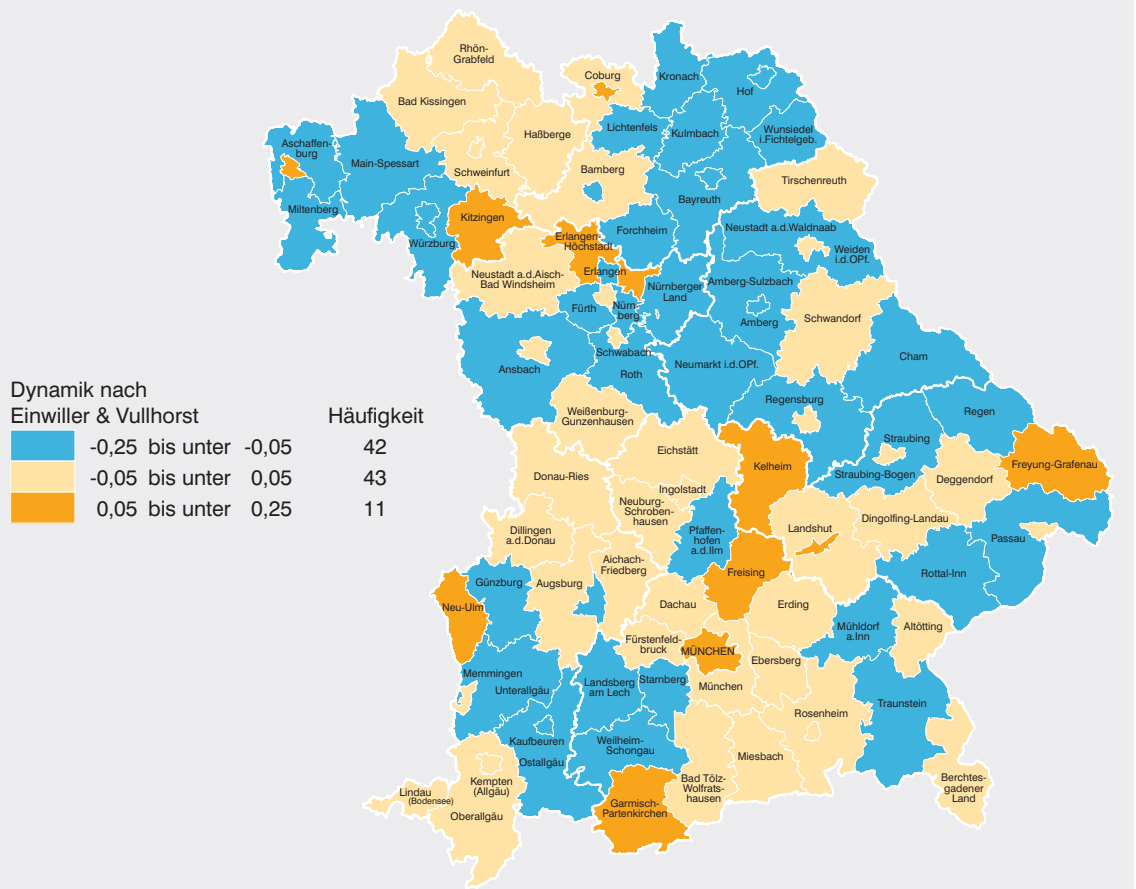 Rhön-
Grabfeld
Coburg
Kronach
Hof
Bad Kissingen
Lichtenfels
Kulmbach
Wunsiedel
i.Fichtelgeb.
Haßberge
Aschaffen-
burg
Main-Spessart
Schweinfurt
Bamberg
Tirschenreuth
Bayreuth
Miltenberg
Kitzingen
Würzburg
Forchheim
Neustadt a.d.Waldnaab
Erlangen-
Höchstadt
Weiden
i.d.OPf.
Erlangen
Neustadt a.d.Aisch-
Bad Windsheim
Nürnberger
Land
Amberg-Sulzbach
Fürth
Nürn-
berg
Amberg
Schwandorf
Schwabach
Ansbach
Roth
Neumarkt i.d.OPf.
Cham
Dynamik nach
Einwiller & Vullhorst
Häufigkeit
-0,25 bis unter -0,05 42
-0,05 bis unter 0,05 43
0,05 bis unter 0,25 11
Weißenburg-
Gunzenhausen
Regensburg
Regen
Straubing
Eichstätt
Kelheim
Freyung-Grafenau
Donau-Ries
Straubing-Bogen
Deggendorf
Ingolstadt
Neuburg-
Schroben-
hausen
Dillingen
a.d.Donau
Pfaffen-
hofen
a.d.Ilm
Landshut
Dingolfing-Landau
Passau
Aichach-
Friedberg
Günzburg
Augsburg
Freising
Rottal-Inn
Neu-Ulm
Dachau
Erding
Mühldorf
a.Inn
Altötting
Fürstenfeld-
bruck
MÜNCHEN
Ebersberg
Memmingen
Unterallgäu
Landsberg
am Lech
Starnberg
München
Traunstein
Rosenheim
Kaufbeuren
Weilheim-
Schongau
Ostallgäu
Miesbach
Kempten
(Allgäu)
Bad Tölz-
Wolfrats-
hausen
Berchtes-
gadener
Land
Lindau
(Bodensee)
Oberallgäu
Garmisch-
Partenkirchen